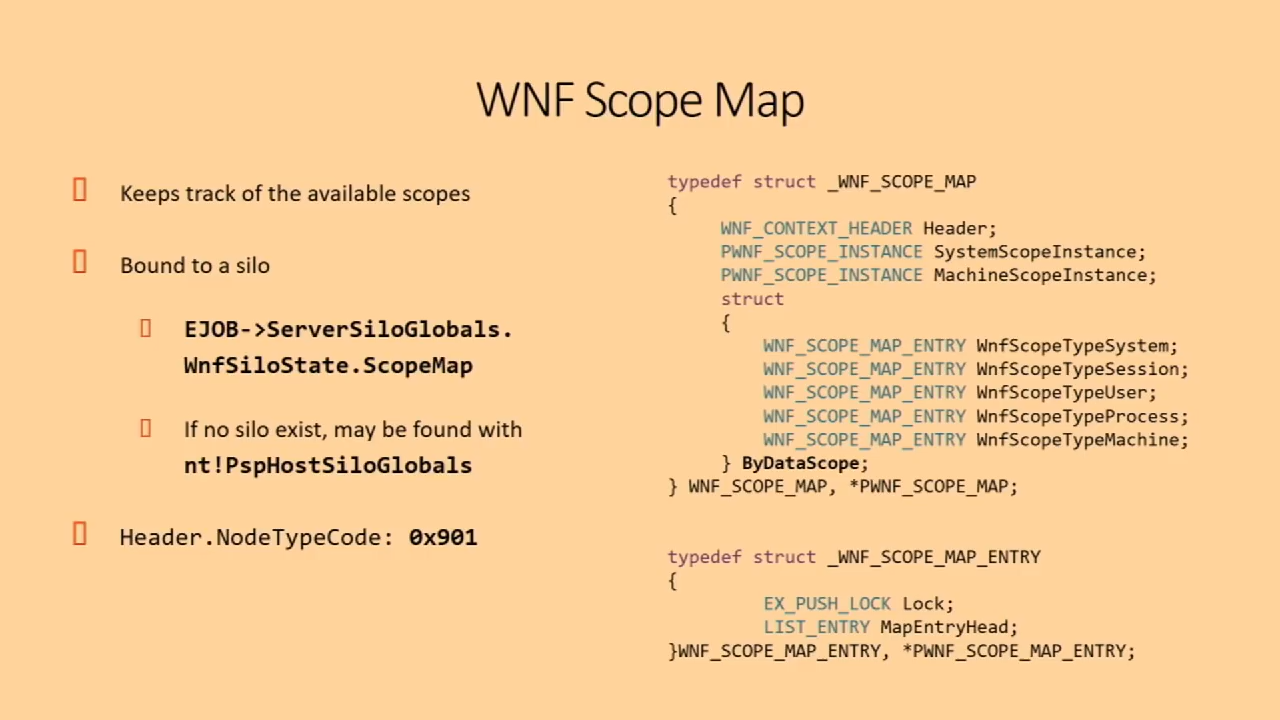 WNF Scope Map
Keeps track of the available scopes
Bound to a silo
EJOB->ServerSiloGlobals.
WnfSiloState.ScopeMap
If no silo exist, may be found with
nt!PspHostSiloGlobals
Header.NodeTypeCode: 0x901
typedef struct _WNF_SCOPE_MAP
{
WNF_CONTEXT_HEADER Header;
PWNF_SCOPE_INSTANCE SystemScopeInstance;
PWNF_SCOPE_INSTANCE MachineScopeInstance;
struct
{
WNF_SCOPE_MAP_ENTRY WnfScopeTypeSystem;
WNF_SCOPE_MAP_ENTRY WnfScopeTypeSession;
WNF_SCOPE_MAP_ENTRY WnfScopeTypeUser;
WNF_SCOPE_MAP_ENTRY WnfScopeTypeProcess;
WNF_SCOPE_MAP_ENTRY WnfScopeTypeMachine;
} ByDataScope;
} WNF_SCOPE_MAP, *PWNF_SCOPE_MAP;
typedef struct _WNF_SCOPE_MAP_ENTRY
{
EX_PUSH_LOCK Lock;
LIST_ENTRY MapEntryHead;
}WNF_SCOPE_MAP_ENTRY, *PWNF_SCOPE_MAP_ENTRY;